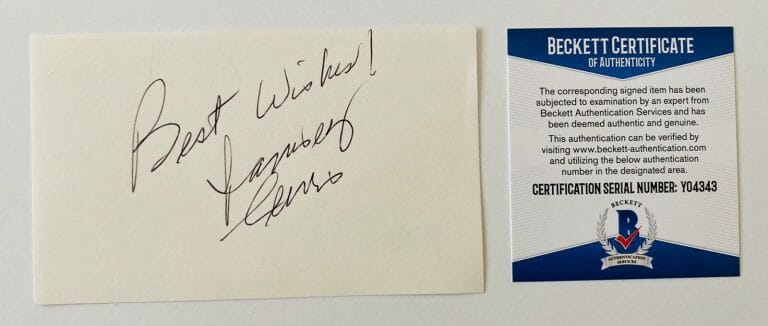 Best Wishes!
Ramsey
Lewis
BECKETT CERTIFICATE
OF AUTHENTICITY
The corresponding signed item has been
subjected to examination by an expert from
Beckett Authentication Services and has
been deemed authentic and genuine.
This authentication can be verified by
visiting www.beckett-authentication.com
and utilizing the below authentication
number in the designated area.
CERTIFICATION SERIAL NUMBER: Y04343
BECKETT
B
AUTHENTICATION
SERVICES